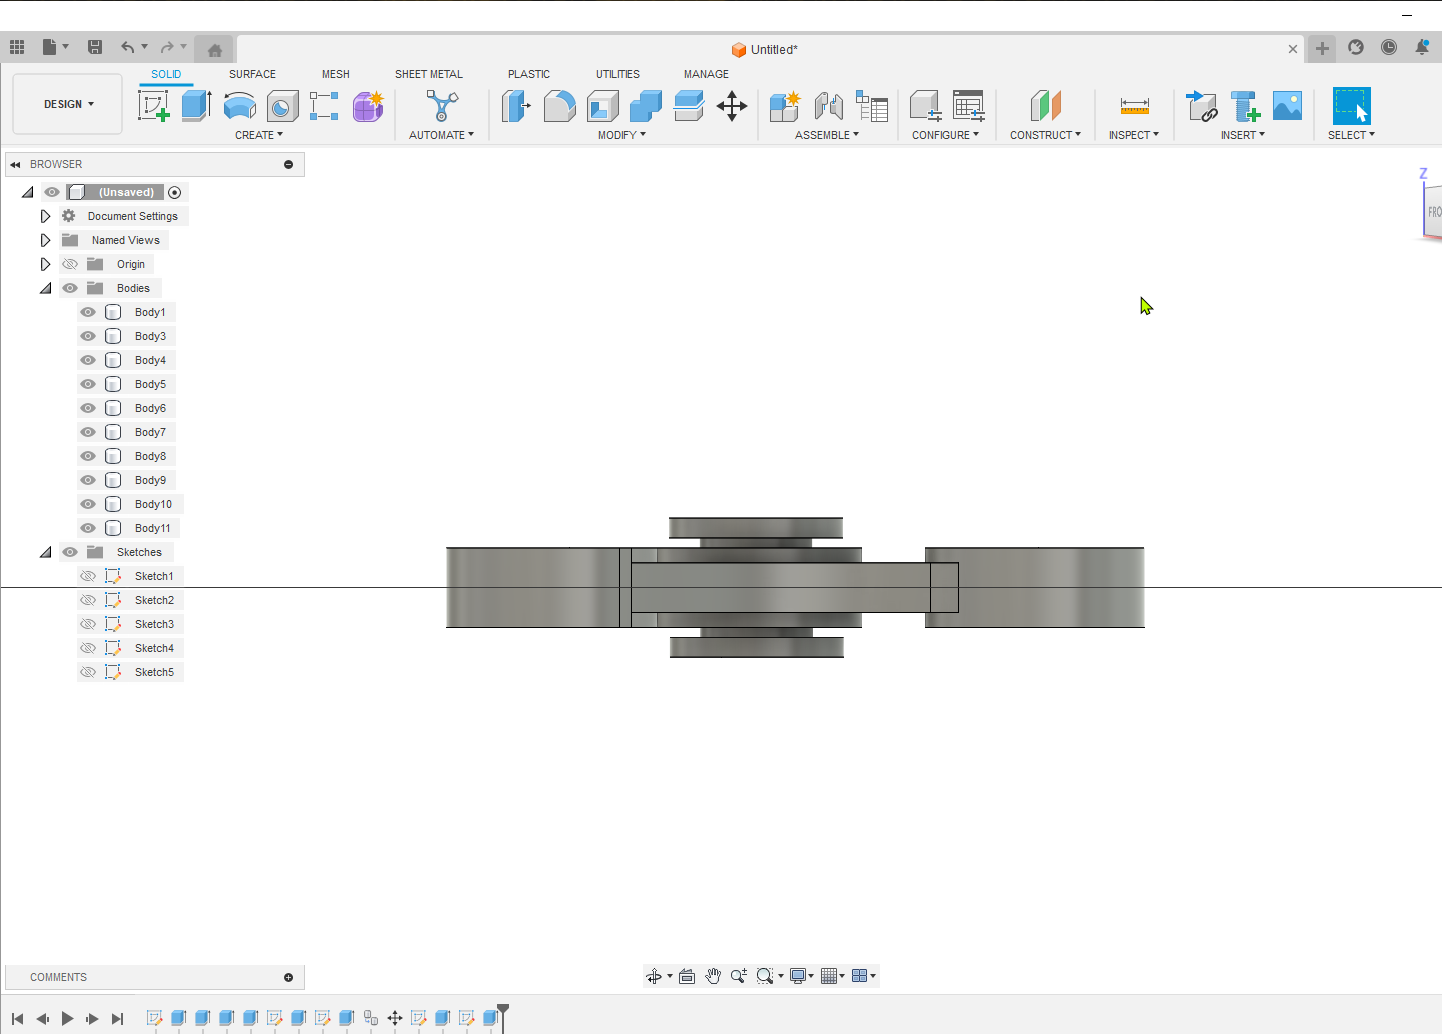 Untitled*
SOLID SURFACE MESH SHEET METAL PLASTIC UTILITIES MANAGE
DESIGN
CREATE AUTOMATE MODIFY ASSEMBLE CONFIGURE CONSTRUCT INSPECT INSERT SELECT
BROWSER
(Unsaved)
Document Settings
Named Views
Origin
Bodies
Body1
Body3
Body4
Body5
Body6
Body7
Body8
Body9
Body10
Body11
Sketches
Sketch1
Sketch2
Sketch3
Sketch4
Sketch5
Z
FRO
COMMENTS